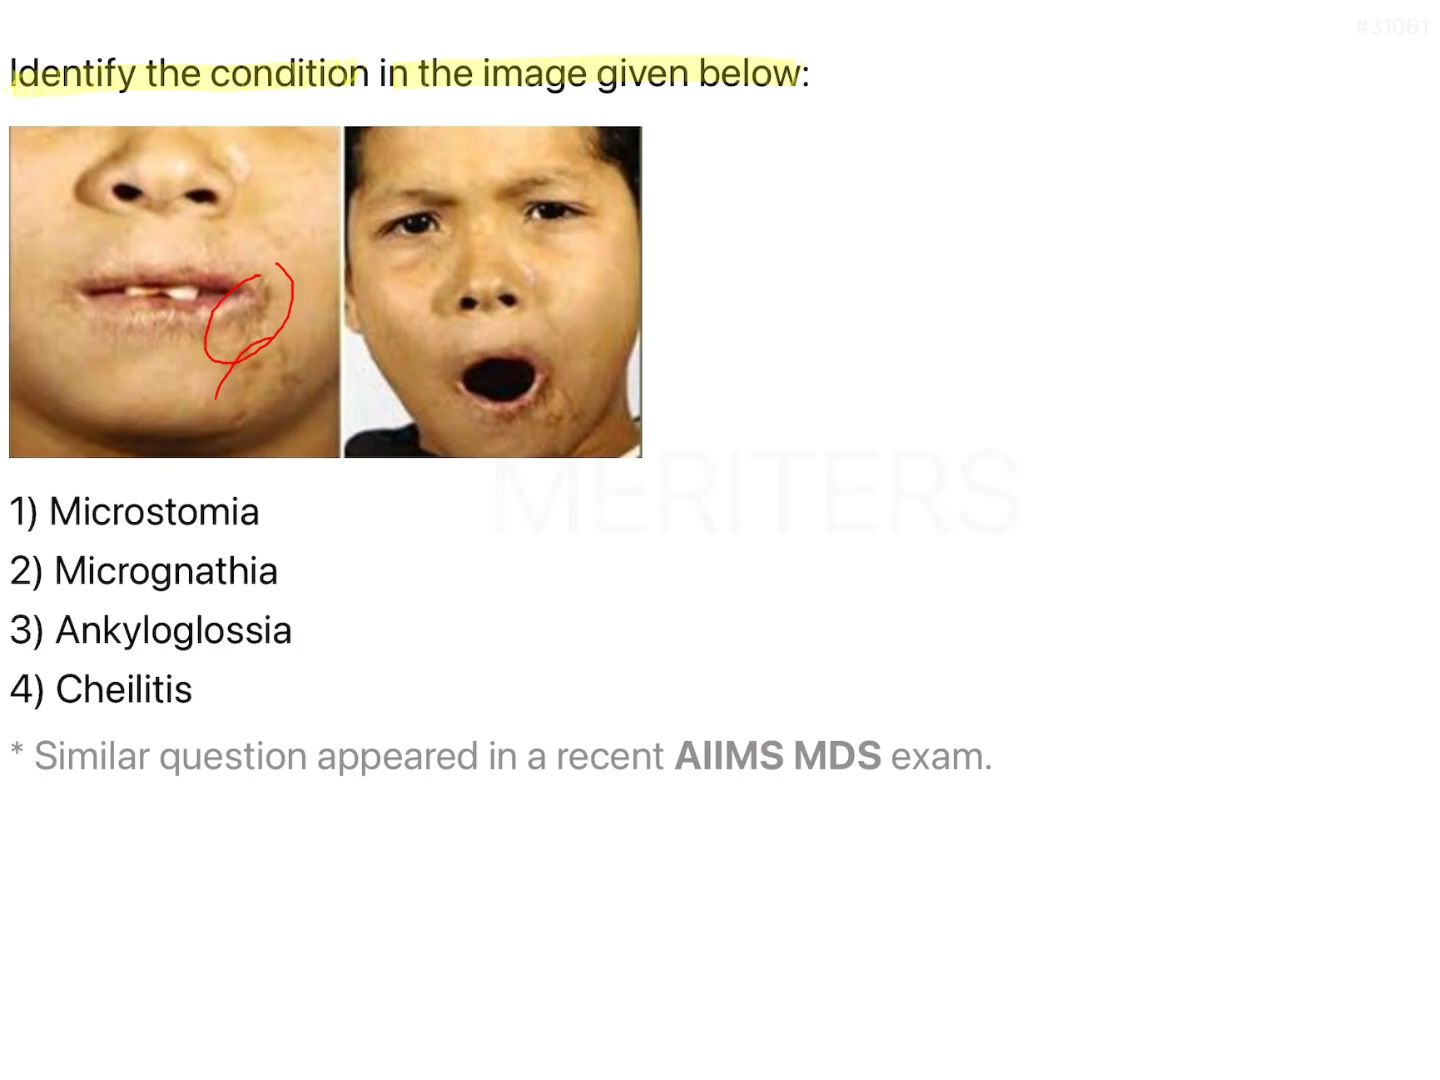 #31061
Identify the condition in the image given below:
MERITERS
1) Microstomia
2) Micrognathia
3) Ankyloglossia
4) Cheilitis
* Similar question appeared in a recent AIIMS MDS exam.